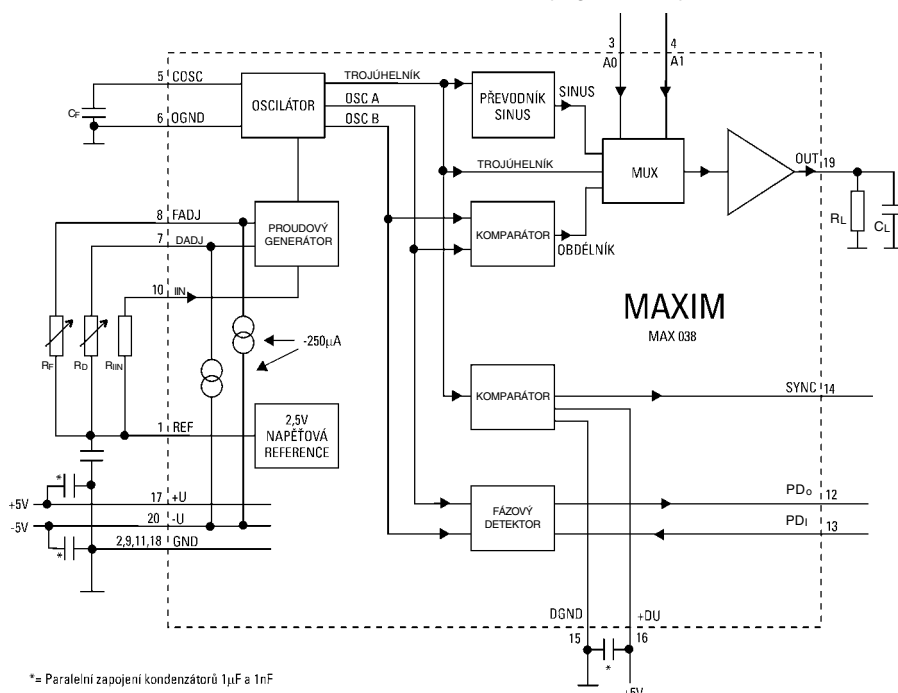 3
4
A0
A1
5
COSC
OSCILÁTOR
TROJÚHELNÍK
PŘEVODNÍK
SINUS
SINUS
OSC A
OSC B
CF
6
OGND
TROJÚHELNÍK
MUX
OUT
19
8
FADJ
PROUDOVÝ
GENERÁTOR
7
DADJ
KOMPARÁTOR
OBDÉLNÍK
RL
CL
10
IIN
MAXIM
MAX 038
-250µA
RF
RD
RIIN
KOMPARÁTOR
SYNC
14
1
REF
2,5V
NAPĚŤOVÁ
REFERENCE
*
+5V
17
+U
-5V
20
-U
FÁZOVÝ
DETEKTOR
PDO
12
PDI
13
2,9,11,18
GND
*
DGND
+DU
15
16
*
+5V
*= Paralelní zapojení kondenzátorů 1µF a 1nF